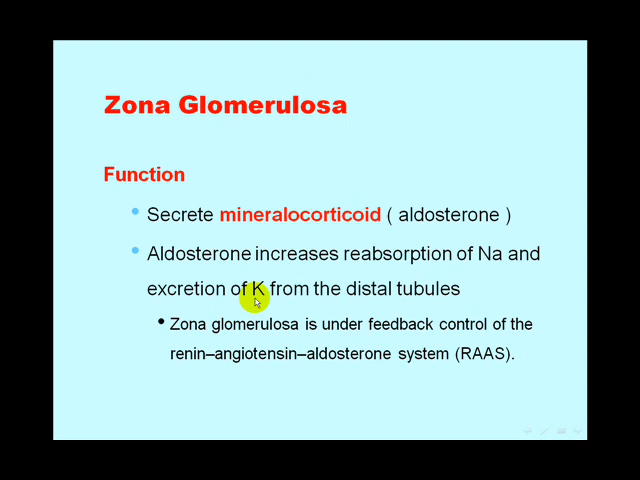 Zona Glomerulosa
Function
• Secrete mineralocorticoid ( aldosterone )
• Aldosterone increases reabsorption of Na and
excretion of K from the distal tubules
• Zona glomerulosa is under feedback control of the
renin–angiotensin–aldosterone system (RAAS).